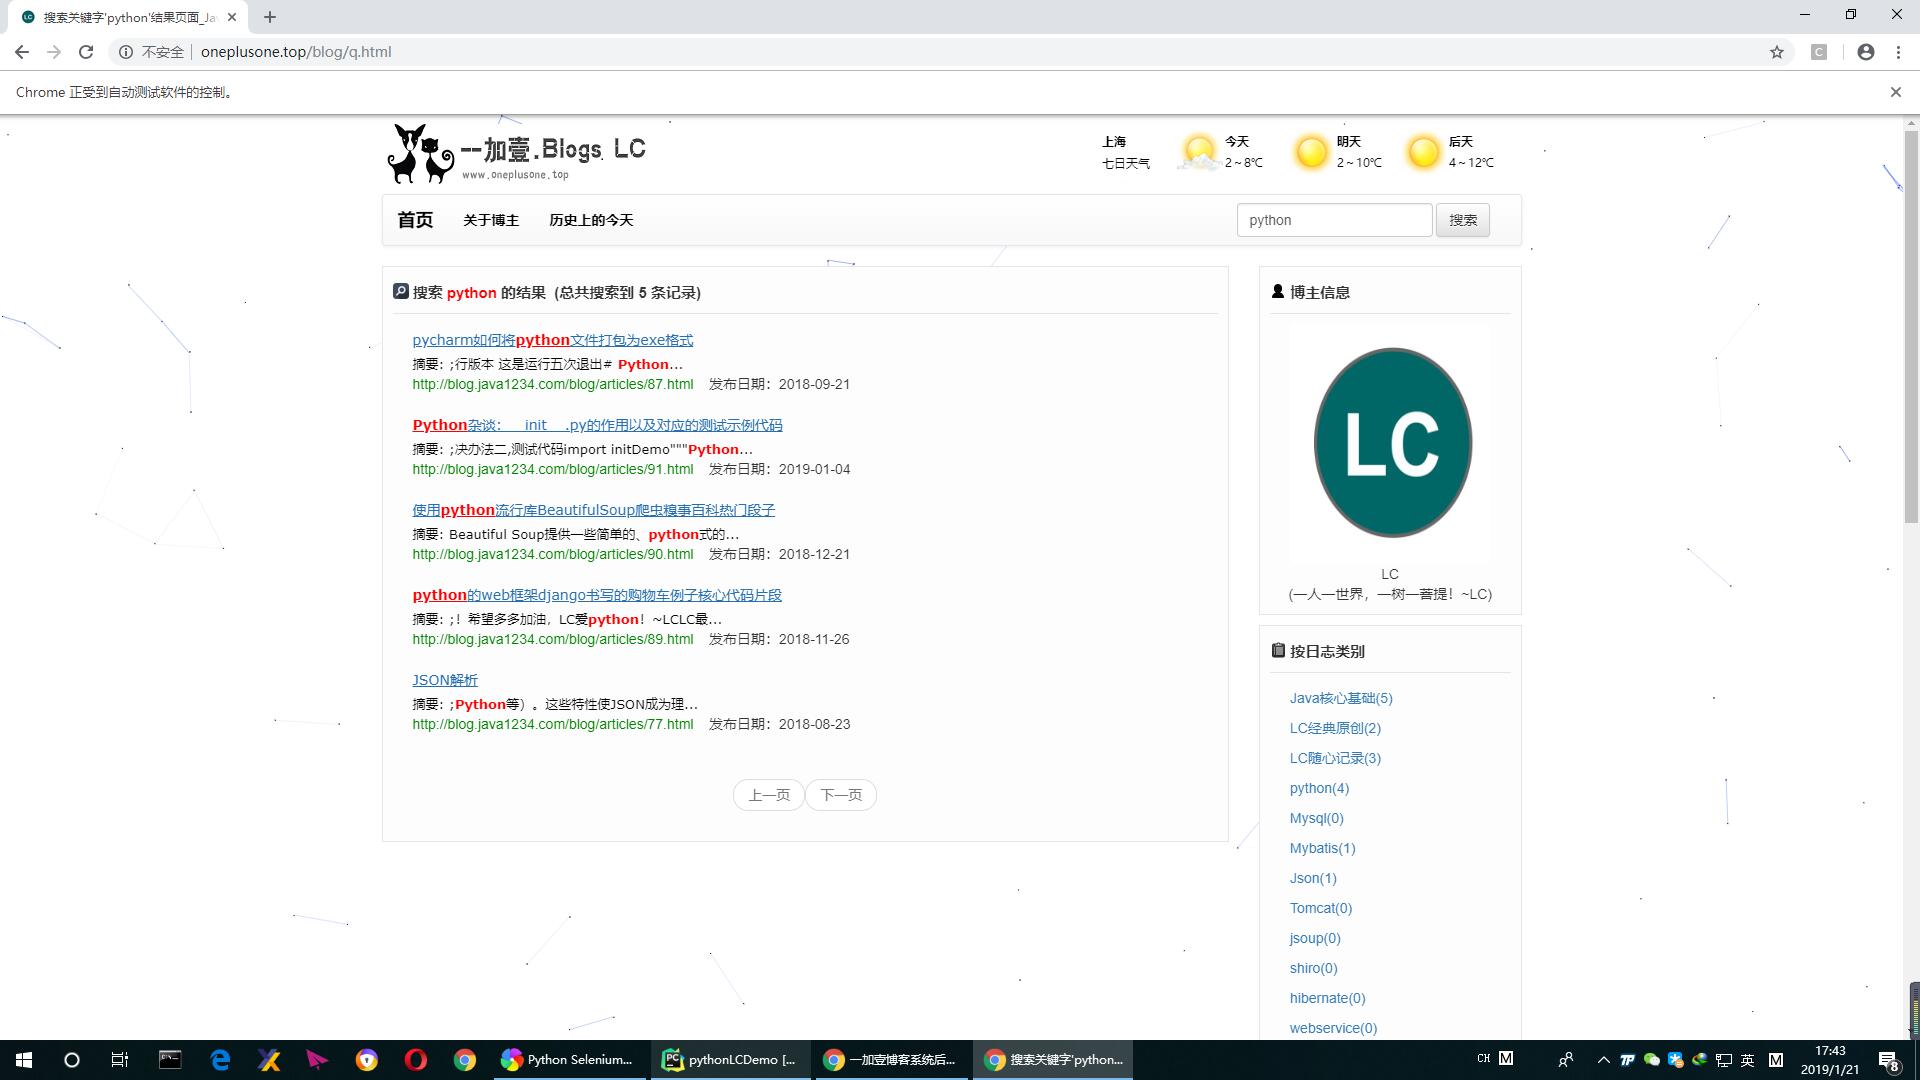 搜索关键字'python'结果页面_Ja
不安全 oneplusone.top/blog/q.html
Chrome 正受到自动测试软件的控制。
一加壹.Blogs. LC
www.oneplusone.top
上海
七日天气
今天
2～8℃
明天
2～10℃
后天
4～12℃
首页 关于博主 历史上的今天 python 搜索
搜索 python 的结果 (总共搜索到 5 条记录)
pycharm如何将python文件打包为exe格式
摘要: ;行版本 这是运行五次退出# Python...
http://blog.java1234.com/blog/articles/87.html 发布日期：2018-09-21
Python杂谈： __init__.py的作用以及对应的测试示例代码
摘要: ;决办法二,测试代码import initDemo"""Python...
http://blog.java1234.com/blog/articles/91.html 发布日期：2019-01-04
使用python流行库BeautifulSoup爬虫糗事百科热门段子
摘要: Beautiful Soup提供一些简单的、python式的...
http://blog.java1234.com/blog/articles/90.html 发布日期：2018-12-21
python的web框架django书写的购物车例子核心代码片段
摘要: ;！希望多多加油，LC爱python！~LCLC最...
http://blog.java1234.com/blog/articles/89.html 发布日期：2018-11-26
JSON解析
摘要: ;Python等）。这些特性使JSON成为理...
http://blog.java1234.com/blog/articles/77.html 发布日期：2018-08-23
上一页 下一页
博主信息
LC
LC
(一人一世界，一树一菩提！~LC)
按日志类别
Java核心基础(5)
LC经典原创(2)
LC随心记录(3)
python(4)
Mysql(0)
Mybatis(1)
Json(1)
Tomcat(0)
jsoup(0)
shiro(0)
hibernate(0)
webservice(0)
Python Selenium...
pythonLCDemo [...
一加壹博客系统后...
搜索关键字'python...
CH M
英 M
17:43
2019/1/21
8